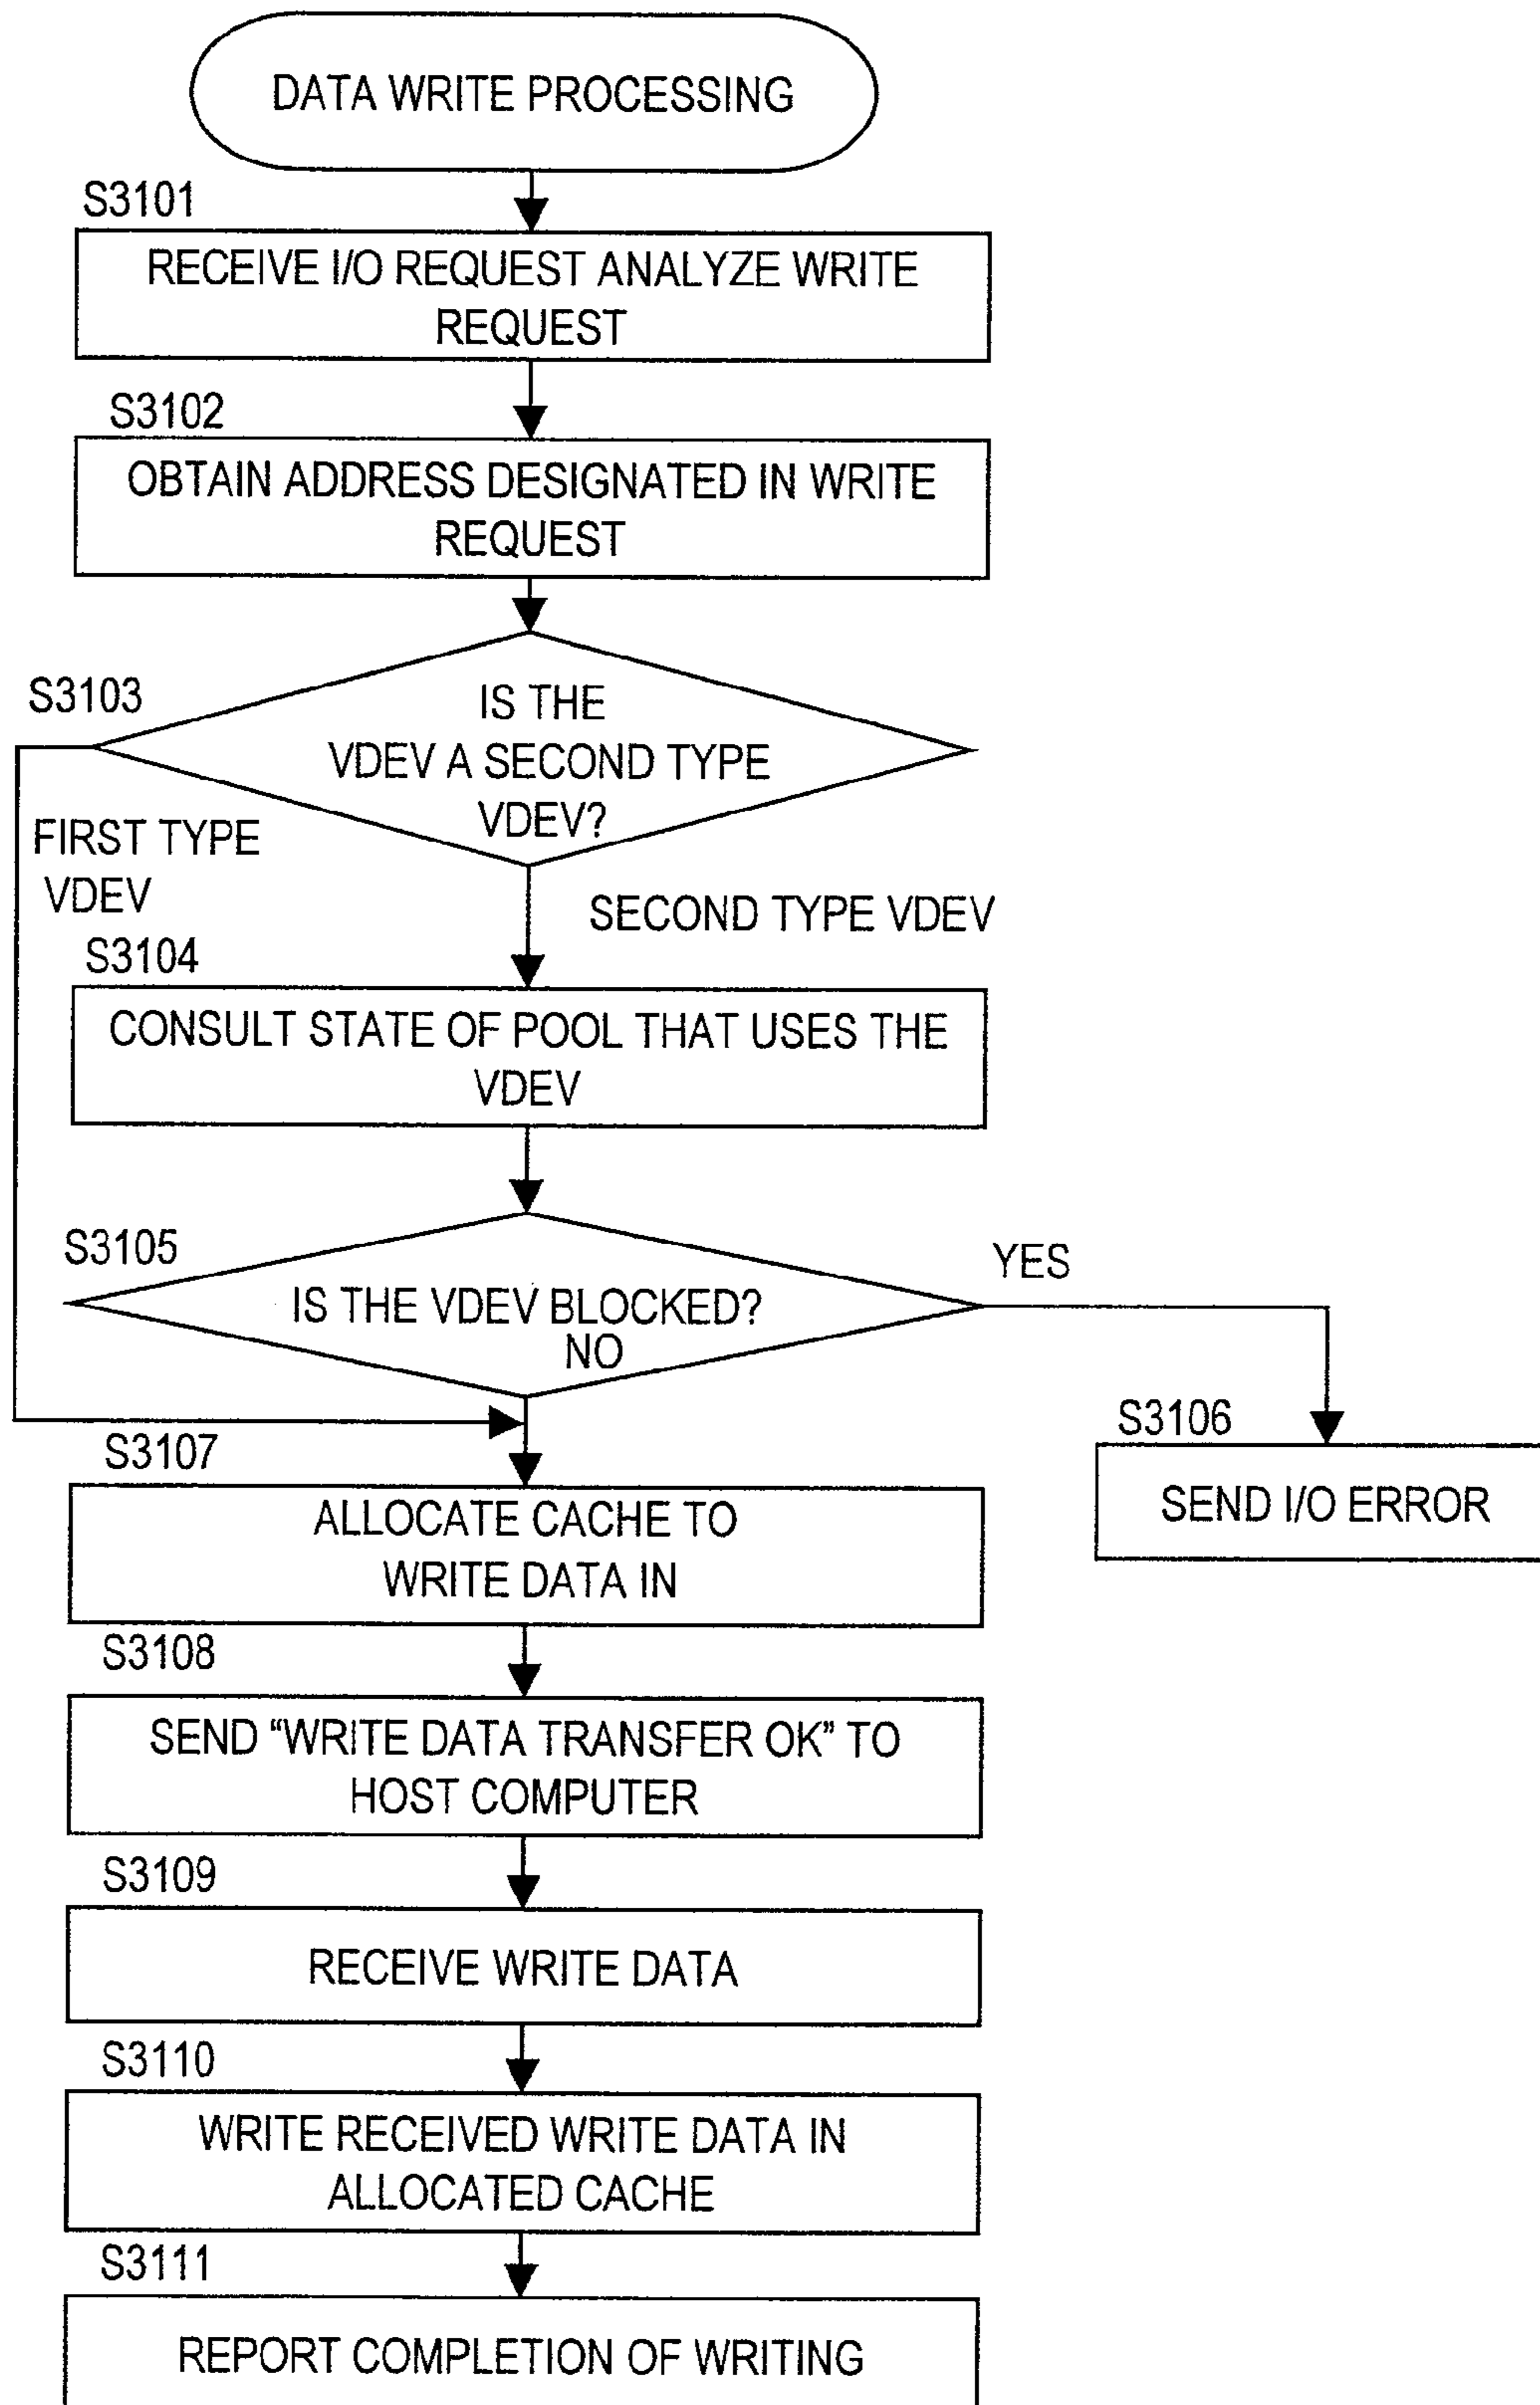 DATA WRITE PROCESSING
S3101
RECEIVE I/O REQUEST ANALYZE WRITE
REQUEST
S3102
OBTAIN ADDRESS DESIGNATED IN WRITE
REQUEST
S3103
IS THE
VDEV A SECOND TYPE
VDEV?
FIRST TYPE
VDEV
SECOND TYPE VDEV
S3104
CONSULT STATE OF POOL THAT USES THE
VDEV
S3105
IS THE VDEV BLOCKED?
NO
YES
S3106
SEND I/O ERROR
S3107
ALLOCATE CACHE TO
WRITE DATA IN
S3108
SEND “WRITE DATA TRANSFER OK” TO
HOST COMPUTER
S3109
RECEIVE WRITE DATA
S3110
WRITE RECEIVED WRITE DATA IN
ALLOCATED CACHE
S3111
REPORT COMPLETION OF WRITING